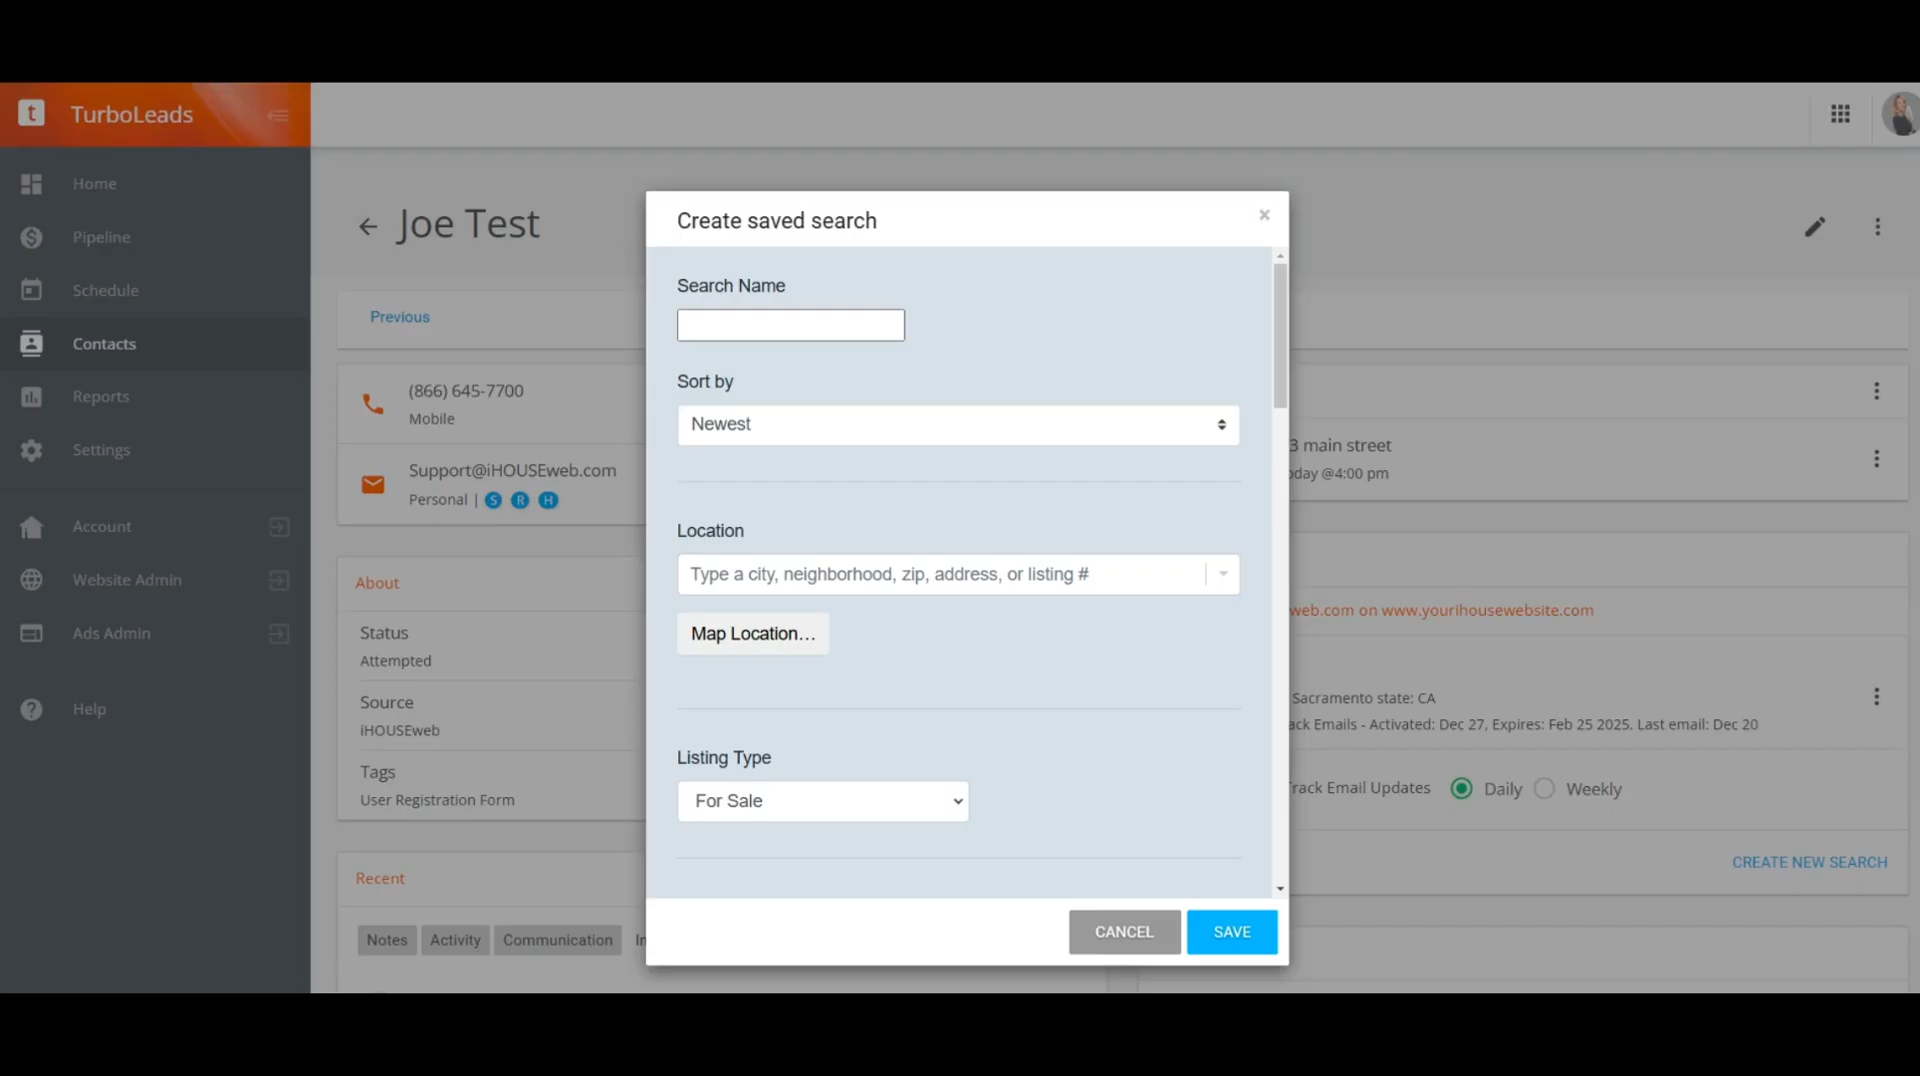 t TurboLeads
Home
Pipeline
Schedule
Contacts
Reports
Settings
Account
Website Admin
Ads Admin
Help
Joe Test
Previous
(866) 645-7700
Mobile
Support@iHOUSEweb.com
Personal | S R H
About
Status
Attempted
Source
iHOUSEweb
Tags
User Registration Form
Recent
Notes Activity Communication
Create saved search ×
Search Name
Sort by
Newest
Location
Type a city, neighborhood, zip, address, or listing #
Map Location...
Listing Type
For Sale
CANCEL SAVE
3 main street
oday @4:00 pm
web.com on www.yourihousewebsite.com
Sacramento state: CA
ack Emails - Activated: Dec 27, Expires: Feb 25 2025. Last email: Dec 20
Track Email Updates Daily Weekly
CREATE NEW SEARCH